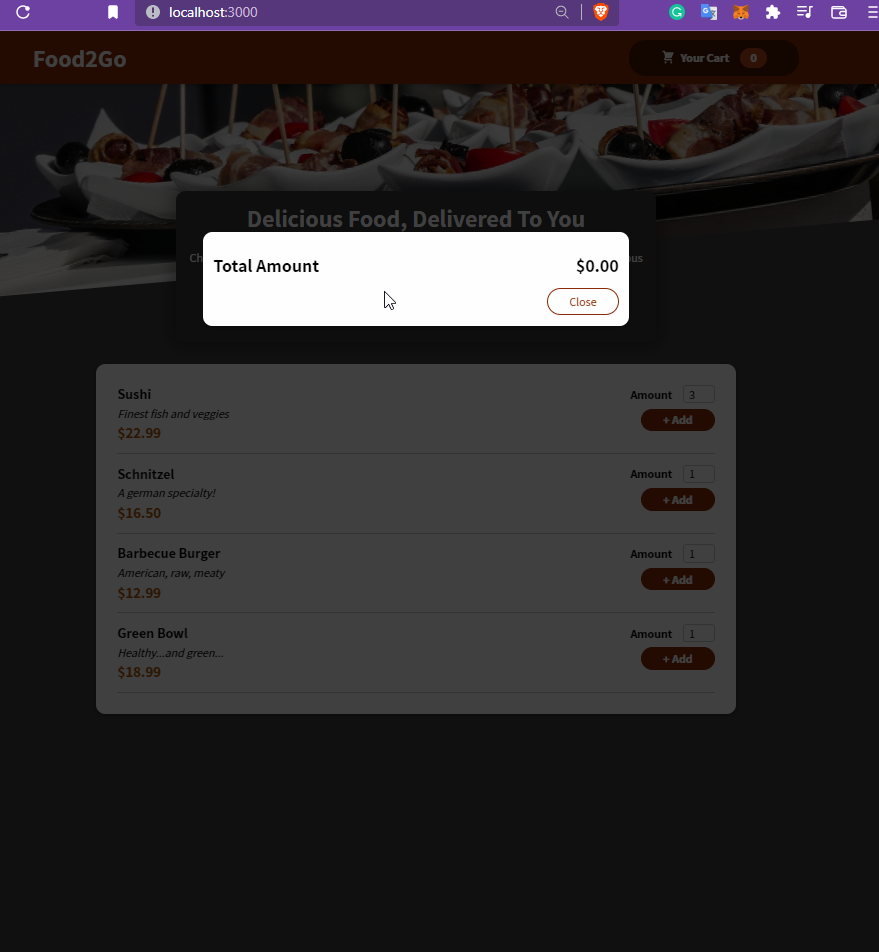 localhost:3000
Food2Go
Your Cart 0
Delicious Food, Delivered To You
Ch
us
Total Amount $0.00
Close
Sushi
Finest fish and veggies
$22.99
Amount 3
+ Add
Schnitzel
A german specialty!
$16.50
Amount 1
+ Add
Barbecue Burger
American, raw, meaty
$12.99
Amount 1
+ Add
Green Bowl
Healthy...and green...
$18.99
Amount 1
+ Add